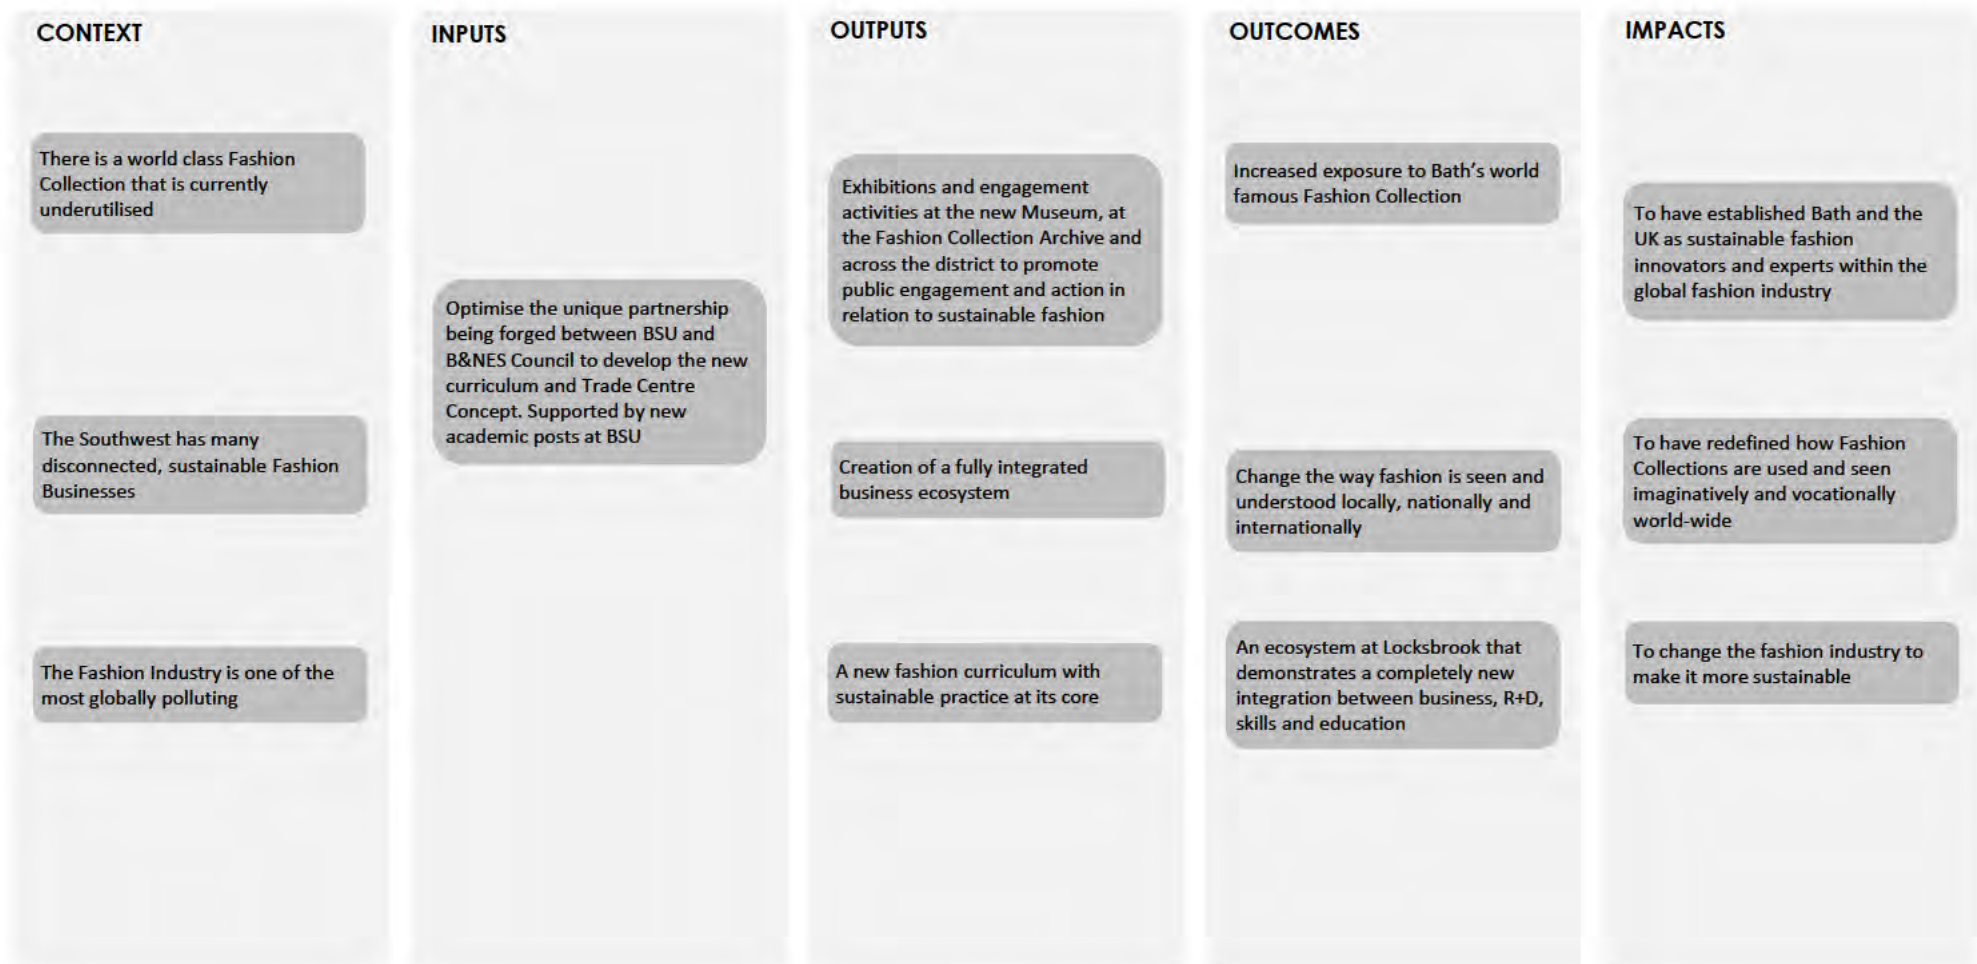 CONTEXT
There is a world class Fashion
Collection that is currently
underutilised
The Southwest has many
disconnected, sustainable Fashion
Businesses
The Fashion Industry is one of the
most globally polluting
INPUTS
Optimise the unique partnership
being forged between BSU and
B&NES Council to develop the new
curriculum and Trade Centre
Concept. Supported by new
academic posts at BSU
OUTPUTS
Exhibitions and engagement
activities at the new Museum, at
the Fashion Collection Archive and
across the district to promote
public engagement and action in
relation to sustainable fashion
Creation of a fully integrated
business ecosystem
A new fashion curriculum with
sustainable practice at its core
OUTCOMES
Increased exposure to Bath’s world
famous Fashion Collection
Change the way fashion is seen and
understood locally, nationally and
internationally
An ecosystem at Locksbrook that
demonstrates a completely new
integration between business, R+D,
skills and education
IMPACTS
To have established Bath and the
UK as sustainable fashion
innovators and experts within the
global fashion industry
To have redefined how Fashion
Collections are used and seen
imaginatively and vocationally
world-wide
To change the fashion industry to
make it more sustainable